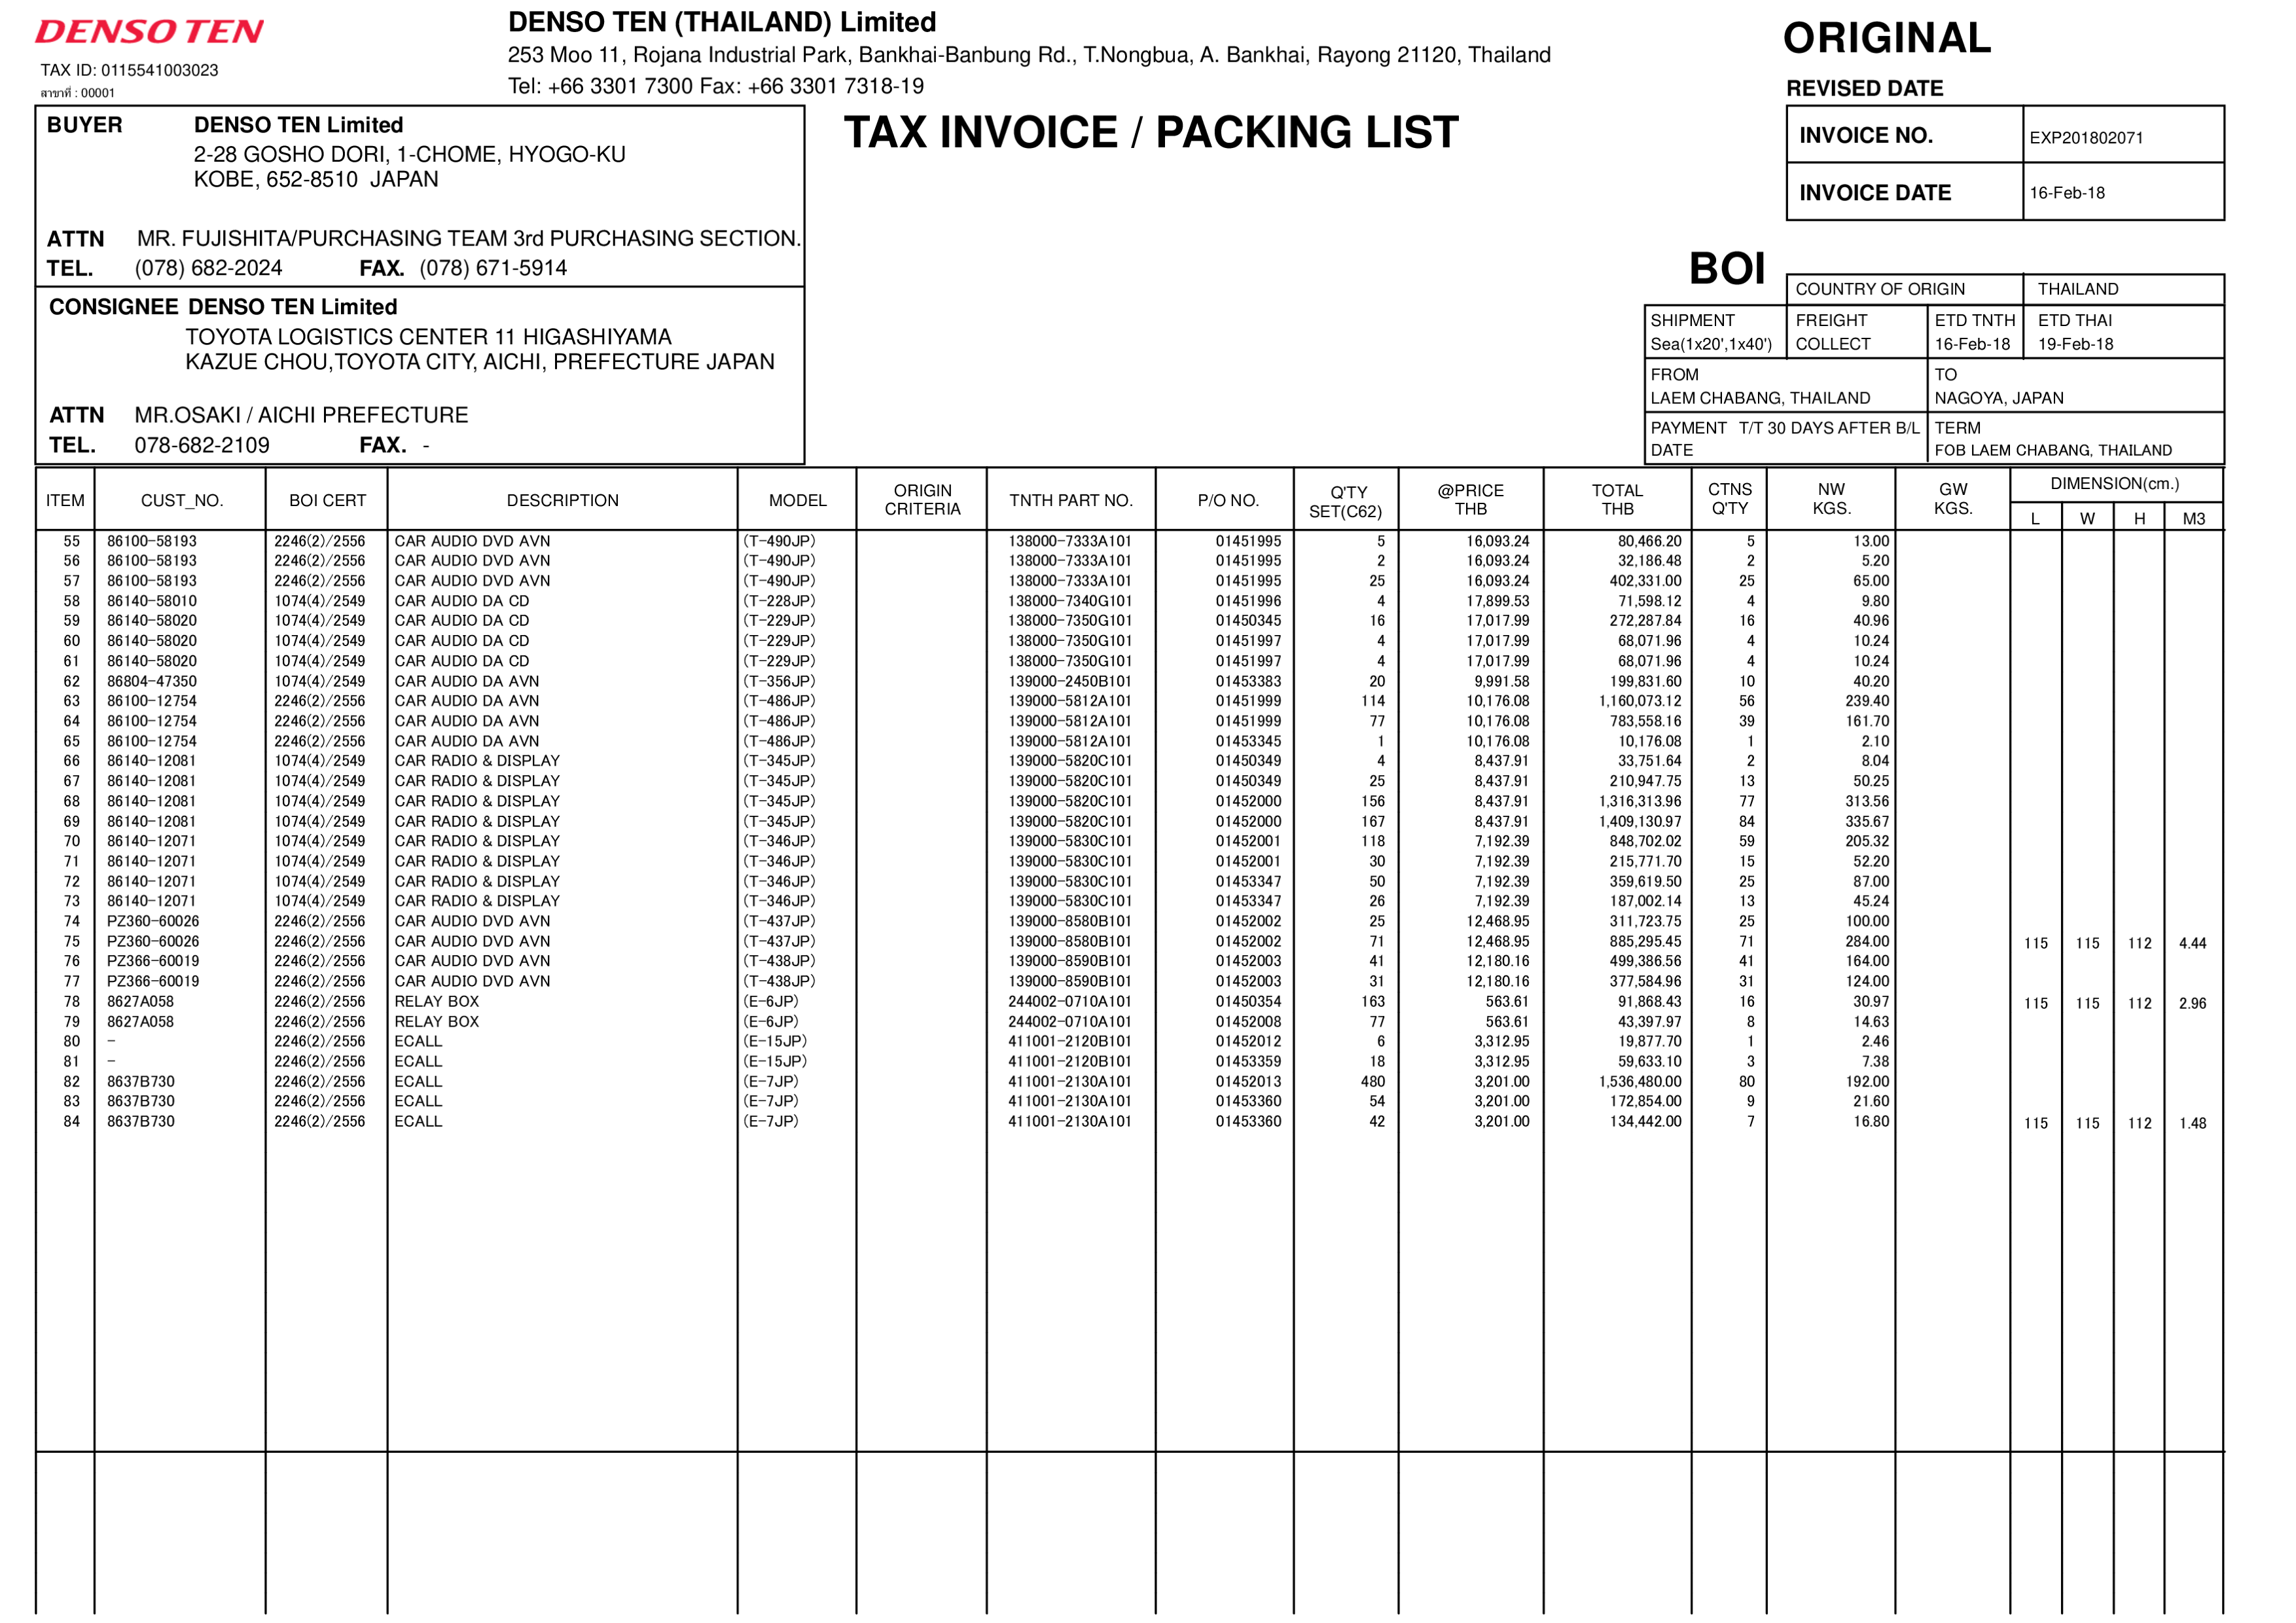 DENSO TEN
TAX ID: 0115541003023
สาขาที่ : 00001
DENSO TEN (THAILAND) Limited
253 Moo 11, Rojana Industrial Park, Bankhai-Banbung Rd., T.Nongbua, A. Bankhai, Rayong 21120, Thailand
Tel: +66 3301 7300 Fax: +66 3301 7318-19
TAX INVOICE / PACKING LIST
ORIGINAL
REVISED DATE
INVOICE NO. EXP201802071
INVOICE DATE 16-Feb-18
BUYER DENSO TEN Limited
2-28 GOSHO DORI, 1-CHOME, HYOGO-KU
KOBE, 652-8510 JAPAN
ATTN MR. FUJISHITA/PURCHASING TEAM 3rd PURCHASING SECTION.
TEL. (078) 682-2024 FAX. (078) 671-5914
CONSIGNEE DENSO TEN Limited
TOYOTA LOGISTICS CENTER 11 HIGASHIYAMA
KAZUE CHOU,TOYOTA CITY, AICHI, PREFECTURE JAPAN
ATTN MR.OSAKI / AICHI PREFECTURE
TEL. 078-682-2109 FAX. -
BOI
COUNTRY OF ORIGIN THAILAND
SHIPMENT FREIGHT ETD TNTH ETD THAI
Sea(1x20',1x40') COLLECT 16-Feb-18 19-Feb-18
FROM TO
LAEM CHABANG, THAILAND NAGOYA, JAPAN
PAYMENT T/T 30 DAYS AFTER B/L TERM
DATE FOB LAEM CHABANG, THAILAND
ITEM CUST_NO. BOI CERT DESCRIPTION MODEL ORIGIN CRITERIA TNTH PART NO. P/O NO. Q'TY SET(C62) @PRICE THB TOTAL THB CTNS Q'TY NW KGS. GW KGS. DIMENSION(cm.) L W H M3
55 86100-58193 2246(2)/2556 CAR AUDIO DVD AVN (T-490JP) 138000-7333A101 01451995 5 16,093.24 80,466.20 5 13.00
56 86100-58193 2246(2)/2556 CAR AUDIO DVD AVN (T-490JP) 138000-7333A101 01451995 2 16,093.24 32,186.48 2 5.20
57 86100-58193 2246(2)/2556 CAR AUDIO DVD AVN (T-490JP) 138000-7333A101 01451995 25 16,093.24 402,331.00 25 65.00
58 86140-58010 1074(4)/2549 CAR AUDIO DA CD (T-228JP) 138000-7340G101 01451996 4 17,899.53 71,598.12 4 9.80
59 86140-58020 1074(4)/2549 CAR AUDIO DA CD (T-229JP) 138000-7350G101 01450345 16 17,017.99 272,287.84 16 40.96
60 86140-58020 1074(4)/2549 CAR AUDIO DA CD (T-229JP) 138000-7350G101 01451997 4 17,017.99 68,071.96 4 10.24
61 86140-58020 1074(4)/2549 CAR AUDIO DA CD (T-229JP) 138000-7350G101 01451997 4 17,017.99 68,071.96 4 10.24
62 86804-47350 1074(4)/2549 CAR AUDIO DA AVN (T-356JP) 139000-2450B101 01453383 20 9,991.58 199,831.60 10 40.20
63 86100-12754 2246(2)/2556 CAR AUDIO DA AVN (T-486JP) 139000-5812A101 01451999 114 10,176.08 1,160,073.12 56 239.40
64 86100-12754 2246(2)/2556 CAR AUDIO DA AVN (T-486JP) 139000-5812A101 01451999 77 10,176.08 783,558.16 39 161.70
65 86100-12754 2246(2)/2556 CAR AUDIO DA AVN (T-486JP) 139000-5812A101 01453345 1 10,176.08 10,176.08 1 2.10
66 86140-12081 1074(4)/2549 CAR RADIO & DISPLAY (T-345JP) 139000-5820C101 01450349 4 8,437.91 33,751.64 2 8.04
67 86140-12081 1074(4)/2549 CAR RADIO & DISPLAY (T-345JP) 139000-5820C101 01450349 25 8,437.91 210,947.75 13 50.25
68 86140-12081 1074(4)/2549 CAR RADIO & DISPLAY (T-345JP) 139000-5820C101 01452000 156 8,437.91 1,316,313.96 77 313.56
69 86140-12081 1074(4)/2549 CAR RADIO & DISPLAY (T-345JP) 139000-5820C101 01452000 167 8,437.91 1,409,130.97 84 335.67
70 86140-12071 1074(4)/2549 CAR RADIO & DISPLAY (T-346JP) 139000-5830C101 01452001 118 7,192.39 848,702.02 59 205.32
71 86140-12071 1074(4)/2549 CAR RADIO & DISPLAY (T-346JP) 139000-5830C101 01452001 30 7,192.39 215,771.70 15 52.20
72 86140-12071 1074(4)/2549 CAR RADIO & DISPLAY (T-346JP) 139000-5830C101 01453347 50 7,192.39 359,619.50 25 87.00
73 86140-12071 1074(4)/2549 CAR RADIO & DISPLAY (T-346JP) 139000-5830C101 01453347 26 7,192.39 187,002.14 13 45.24
74 PZ360-60026 2246(2)/2556 CAR AUDIO DVD AVN (T-437JP) 139000-8580B101 01452002 25 12,468.95 311,723.75 25 100.00
75 PZ360-60026 2246(2)/2556 CAR AUDIO DVD AVN (T-437JP) 139000-8580B101 01452002 71 12,468.95 885,295.45 71 284.00 115 115 112 4.44
76 PZ366-60019 2246(2)/2556 CAR AUDIO DVD AVN (T-438JP) 139000-8590B101 01452003 41 12,180.16 499,386.56 41 164.00
77 PZ366-60019 2246(2)/2556 CAR AUDIO DVD AVN (T-438JP) 139000-8590B101 01452003 31 12,180.16 377,584.96 31 124.00
78 8627A058 2246(2)/2556 RELAY BOX (E-6JP) 244002-0710A101 01450354 163 563.61 91,868.43 16 30.97 115 115 112 2.96
79 8627A058 2246(2)/2556 RELAY BOX (E-6JP) 244002-0710A101 01452008 77 563.61 43,397.97 8 14.63
80 - 2246(2)/2556 ECALL (E-15JP) 411001-2120B101 01452012 6 3,312.95 19,877.70 1 2.46
81 - 2246(2)/2556 ECALL (E-15JP) 411001-2120B101 01453359 18 3,312.95 59,633.10 3 7.38
82 8637B730 2246(2)/2556 ECALL (E-7JP) 411001-2130A101 01452013 480 3,201.00 1,536,480.00 80 192.00
83 8637B730 2246(2)/2556 ECALL (E-7JP) 411001-2130A101 01453360 54 3,201.00 172,854.00 9 21.60
84 8637B730 2246(2)/2556 ECALL (E-7JP) 411001-2130A101 01453360 42 3,201.00 134,442.00 7 16.80 115 115 112 1.48